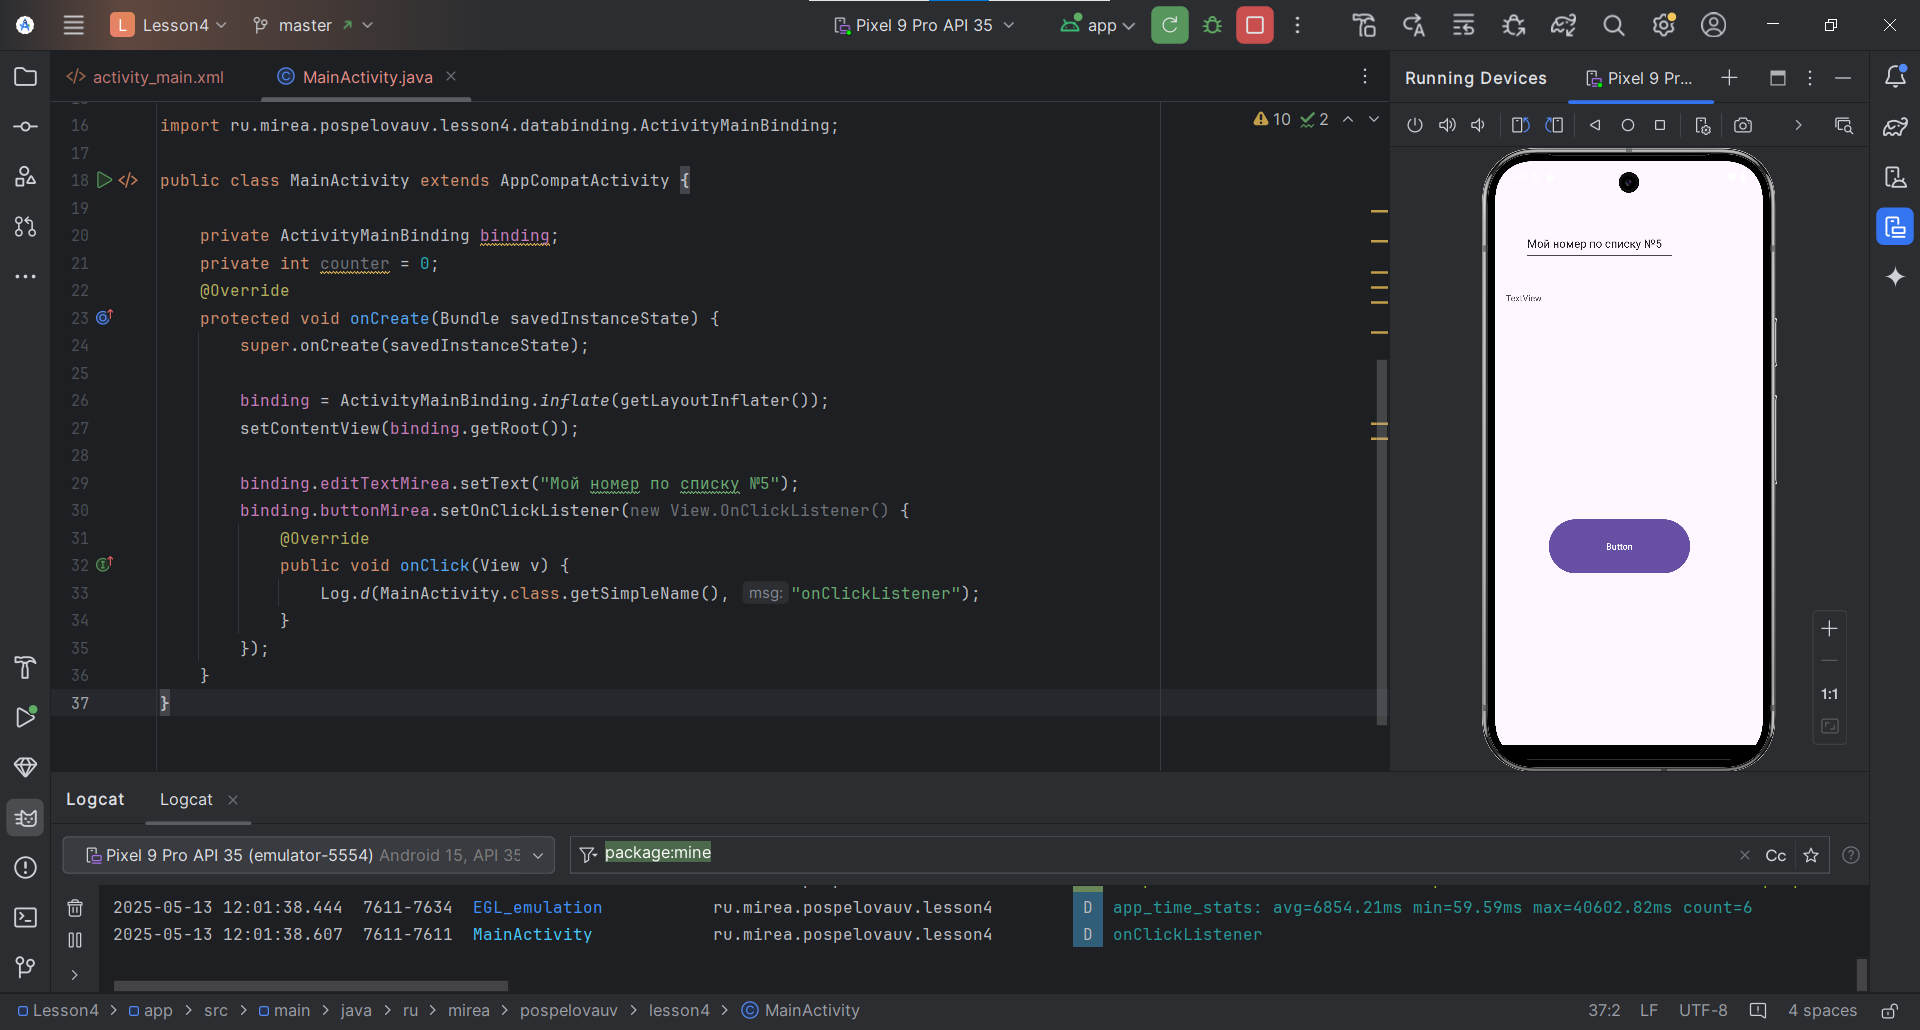 L Lesson4 master Pixel 9 Pro API 35 app
activity_main.xml MainActivity.java
Running Devices Pixel 9 Pr...
10 2
16 import ru.mirea.pospelovauv.lesson4.databinding.ActivityMainBinding;
17
18 public class MainActivity extends AppCompatActivity {
19
20 private ActivityMainBinding binding;
21 private int counter = 0;
22 @Override
23 protected void onCreate(Bundle savedInstanceState) {
24 super.onCreate(savedInstanceState);
25
26 binding = ActivityMainBinding.inflate(getLayoutInflater());
27 setContentView(binding.getRoot());
28
29 binding.editTextMirea.setText("Мой номер по списку №5");
30 binding.buttonMirea.setOnClickListener(new View.OnClickListener() {
31 @Override
32 public void onClick(View v) {
33 Log.d(MainActivity.class.getSimpleName(), msg: "onClickListener");
34 }
35 });
36 }
37 }
Мой номер по списку №5
TextView
Button
1:1
Logcat Logcat
Pixel 9 Pro API 35 (emulator-5554) Android 15, API 35
package:mine
Cc
2025-05-13 12:01:38.444 7611-7634 EGL_emulation ru.mirea.pospelovauv.lesson4 D app_time_stats: avg=6854.21ms min=59.59ms max=40602.82ms count=6
2025-05-13 12:01:38.607 7611-7611 MainActivity ru.mirea.pospelovauv.lesson4 D onClickListener
Lesson4 > app > src > main > java > ru > mirea > pospelovauv > lesson4 > MainActivity
37:2 LF UTF-8 4 spaces